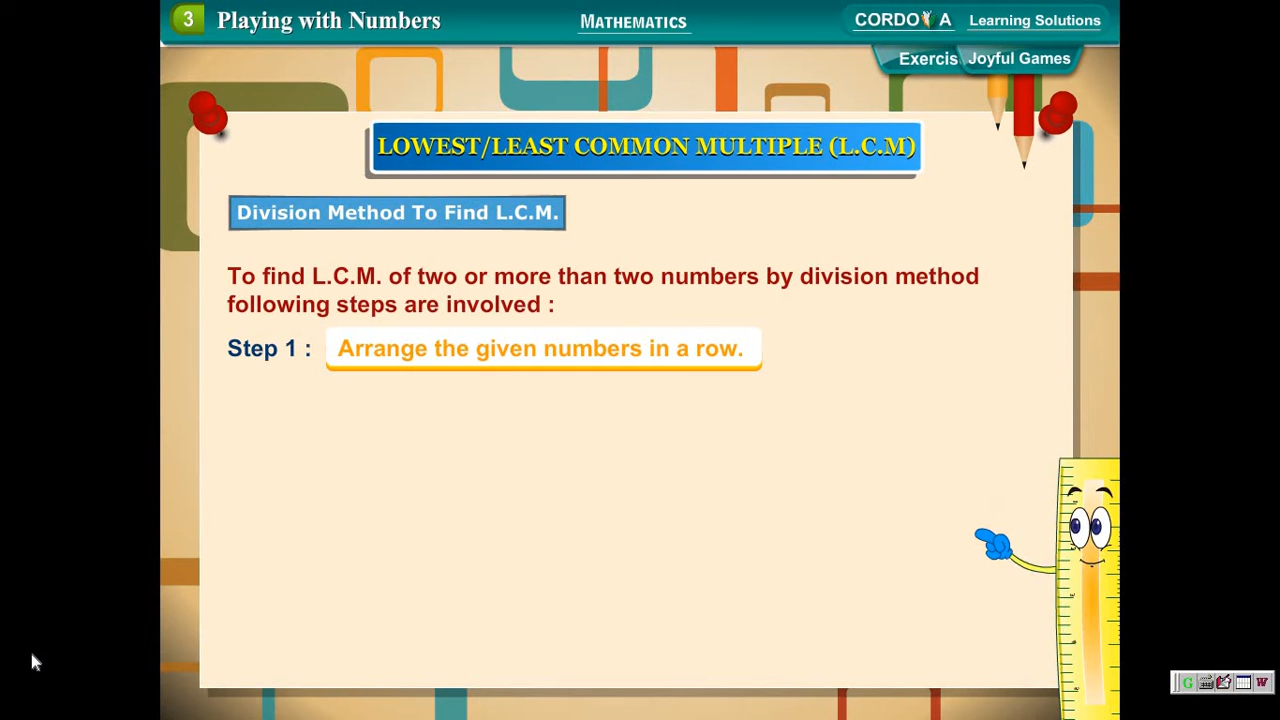 3 Playing with Numbers MATHEMATICS CORDOVA Learning Solutions
Exercis Joyful Games
LOWEST/LEAST COMMON MULTIPLE (L.C.M)
Division Method To Find L.C.M.
To find L.C.M. of two or more than two numbers by division method
following steps are involved :
Step 1 : Arrange the given numbers in a row.
G W